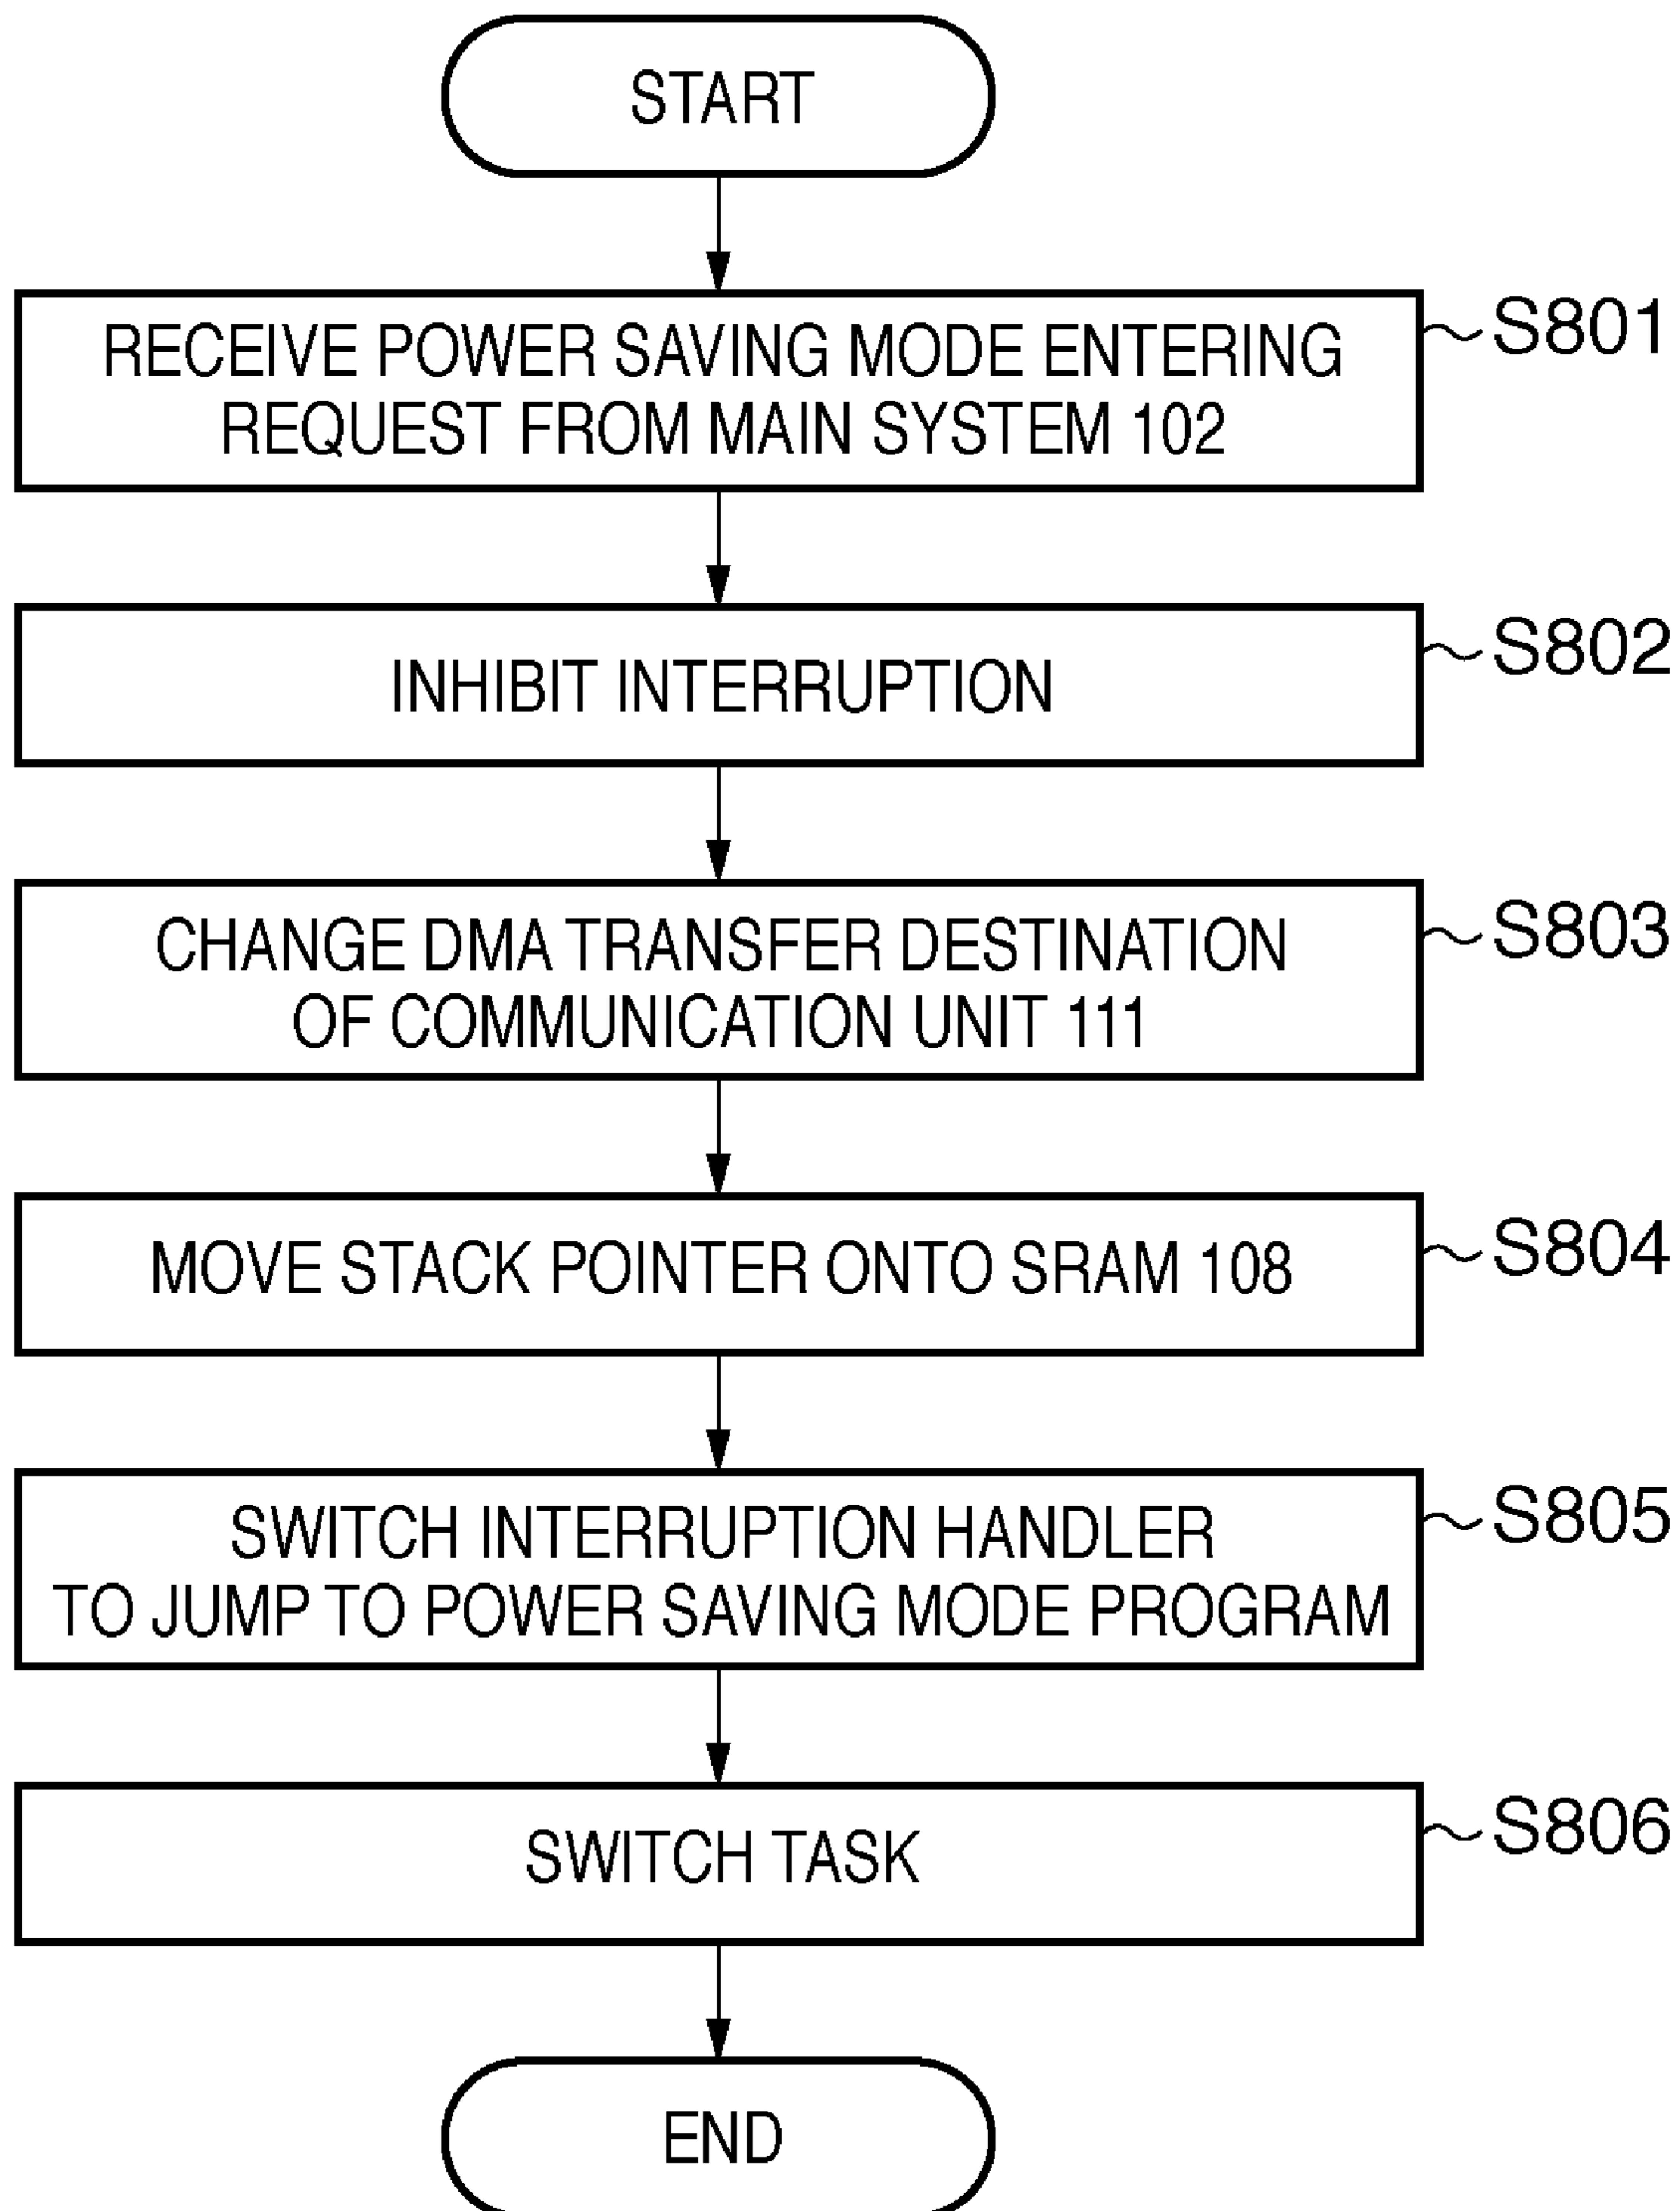 START
RECEIVE POWER SAVING MODE ENTERING
REQUEST FROM MAIN SYSTEM 102
S801
INHIBIT INTERRUPTION
S802
CHANGE DMA TRANSFER DESTINATION
OF COMMUNICATION UNIT 111
S803
MOVE STACK POINTER ONTO SRAM 108
S804
SWITCH INTERRUPTION HANDLER
TO JUMP TO POWER SAVING MODE PROGRAM
S805
SWITCH TASK
S806
END